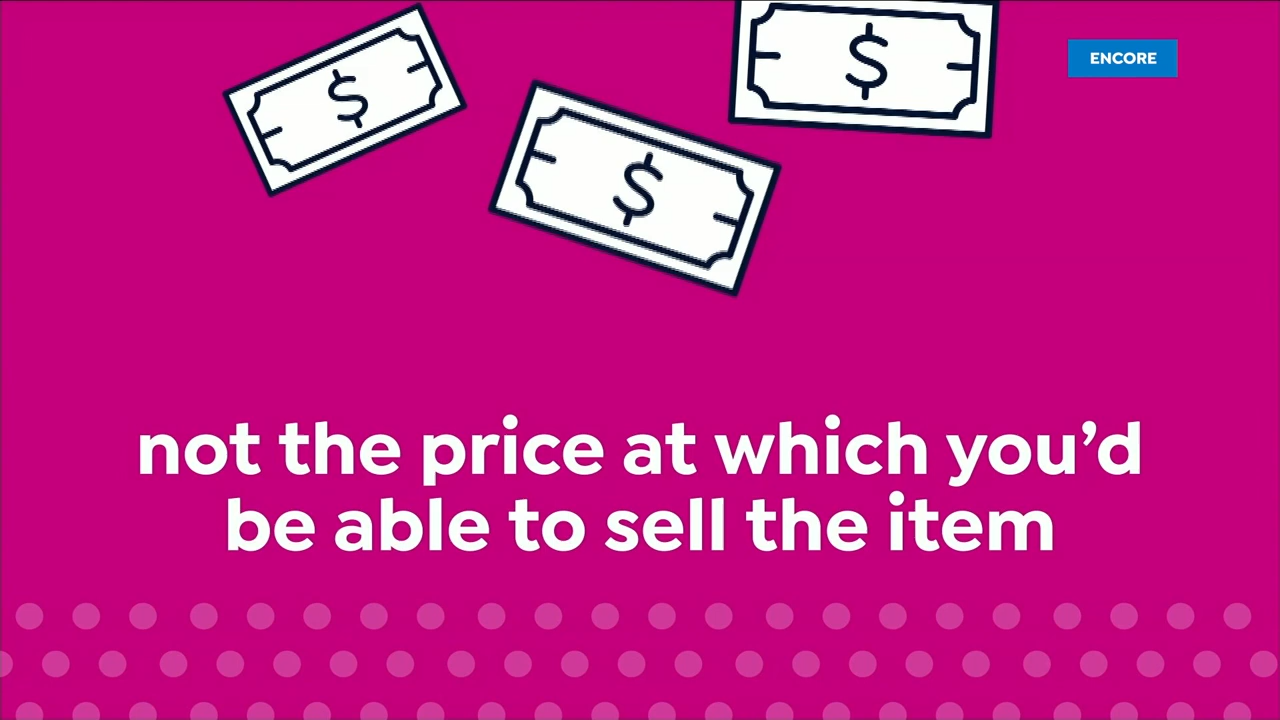 $
$
$
ENCORE
not the price at which you’d
be able to sell the item